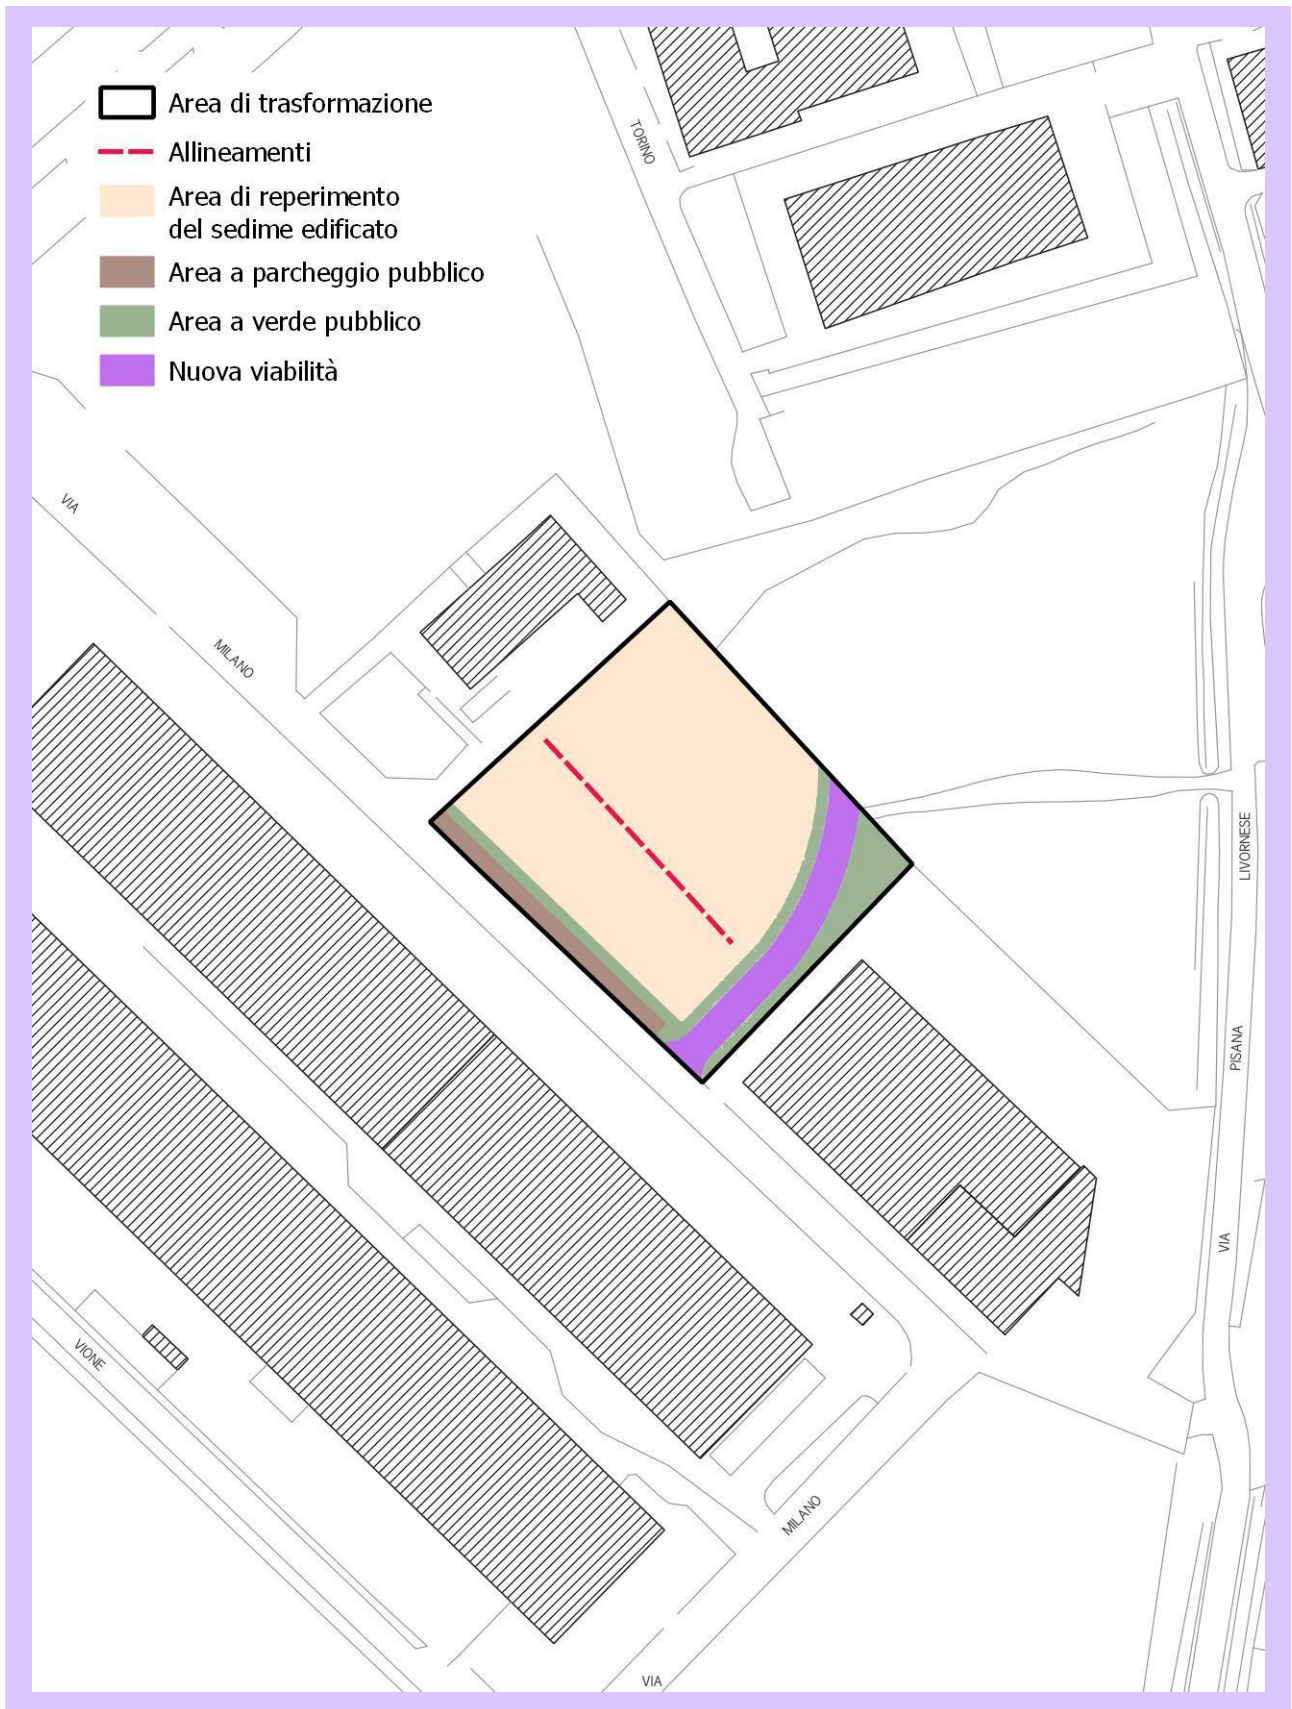 Area di trasformazione
Allineamenti
Area di reperimento
del sedime edificato
Area a parcheggio pubblico
Area a verde pubblico
Nuova viabilità
TORINO
VIA
MILANO
LIVORNESE
PISANA
VIA
VIONE
MILANO
VIA